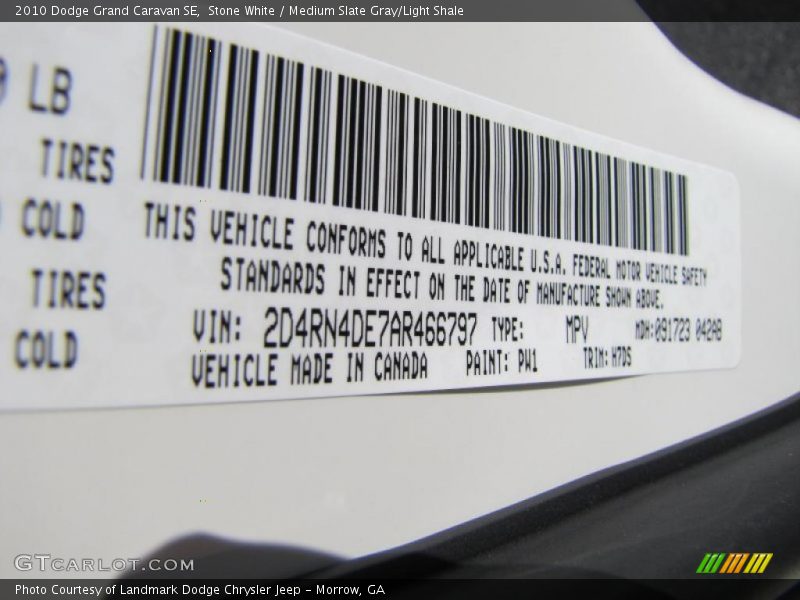 2010 Dodge Grand Caravan SE,  Stone White / Medium Slate Gray/Light Shale
LB
TIRES
COLD
TIRES
COLD
THIS VEHICLE CONFORMS TO ALL APPLICABLE U.S.A. FEDERAL MOTOR VEHICLE SAFETY
STANDARDS IN EFFECT ON THE DATE OF MANUFACTURE SHOWN ABOVE.
VIN: 2D4RN4DE7AR466797 TYPE: MPV MDH:091723 042AB
VEHICLE MADE IN CANADA PAINT: PW1 TRIM: H7DS
GTCARLOT.COM
Photo Courtesy of Landmark Dodge Chrysler Jeep – Morrow, GA